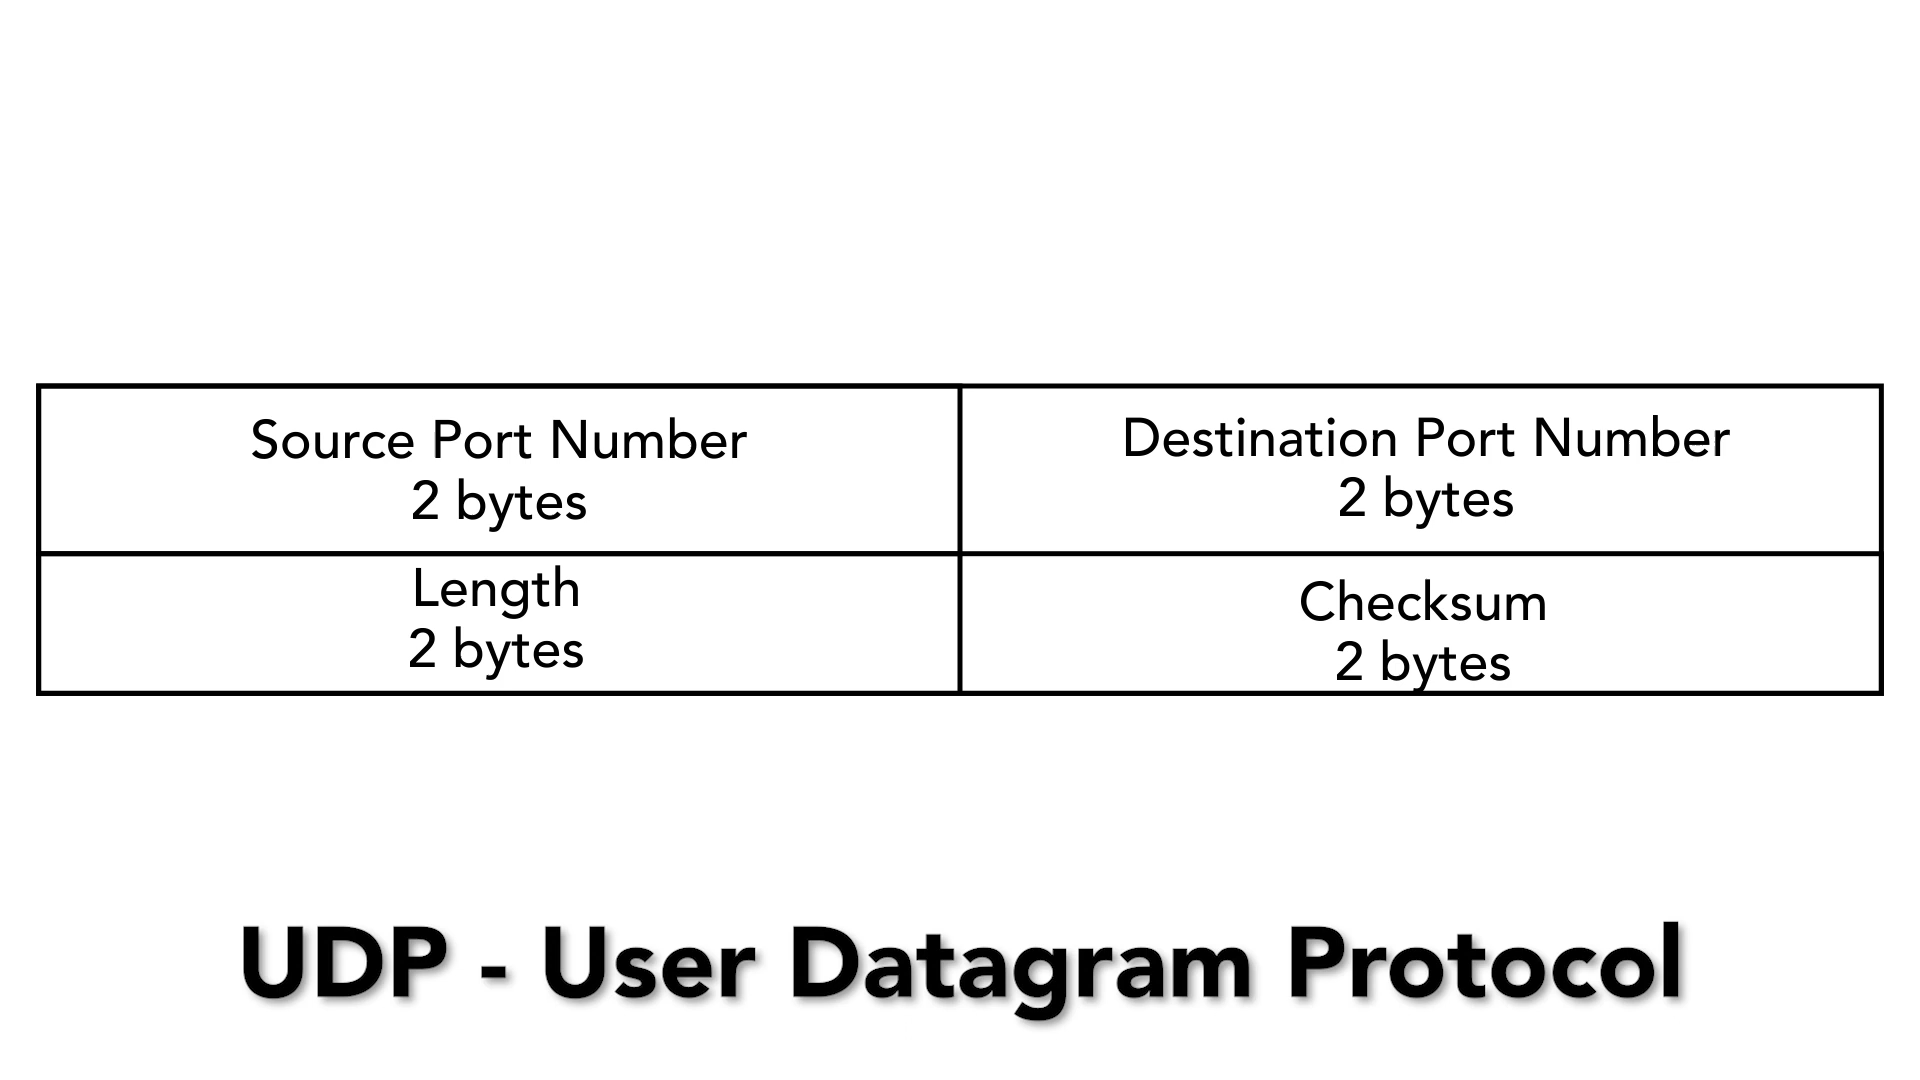 Source Port Number
2 bytes
Destination Port Number
2 bytes
Length
2 bytes
Checksum
2 bytes
UDP - User Datagram Protocol